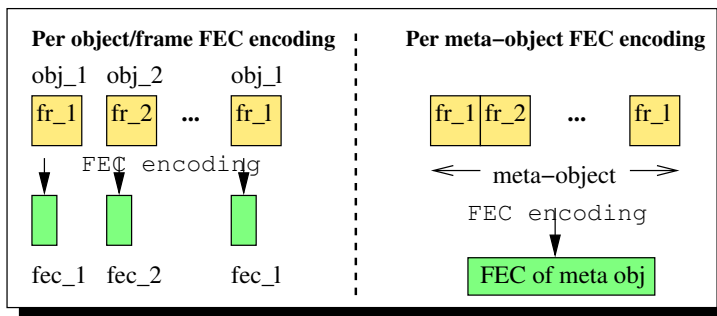 Per object/frame FEC encoding
obj_1 obj_2 obj_l
fr_1 fr_2 ... fr_l
FEC encoding
fec_1 fec_2 fec_l
Per meta-object FEC encoding
fr_1 fr_2 ... fr_l
meta-object
FEC encoding
FEC of meta obj